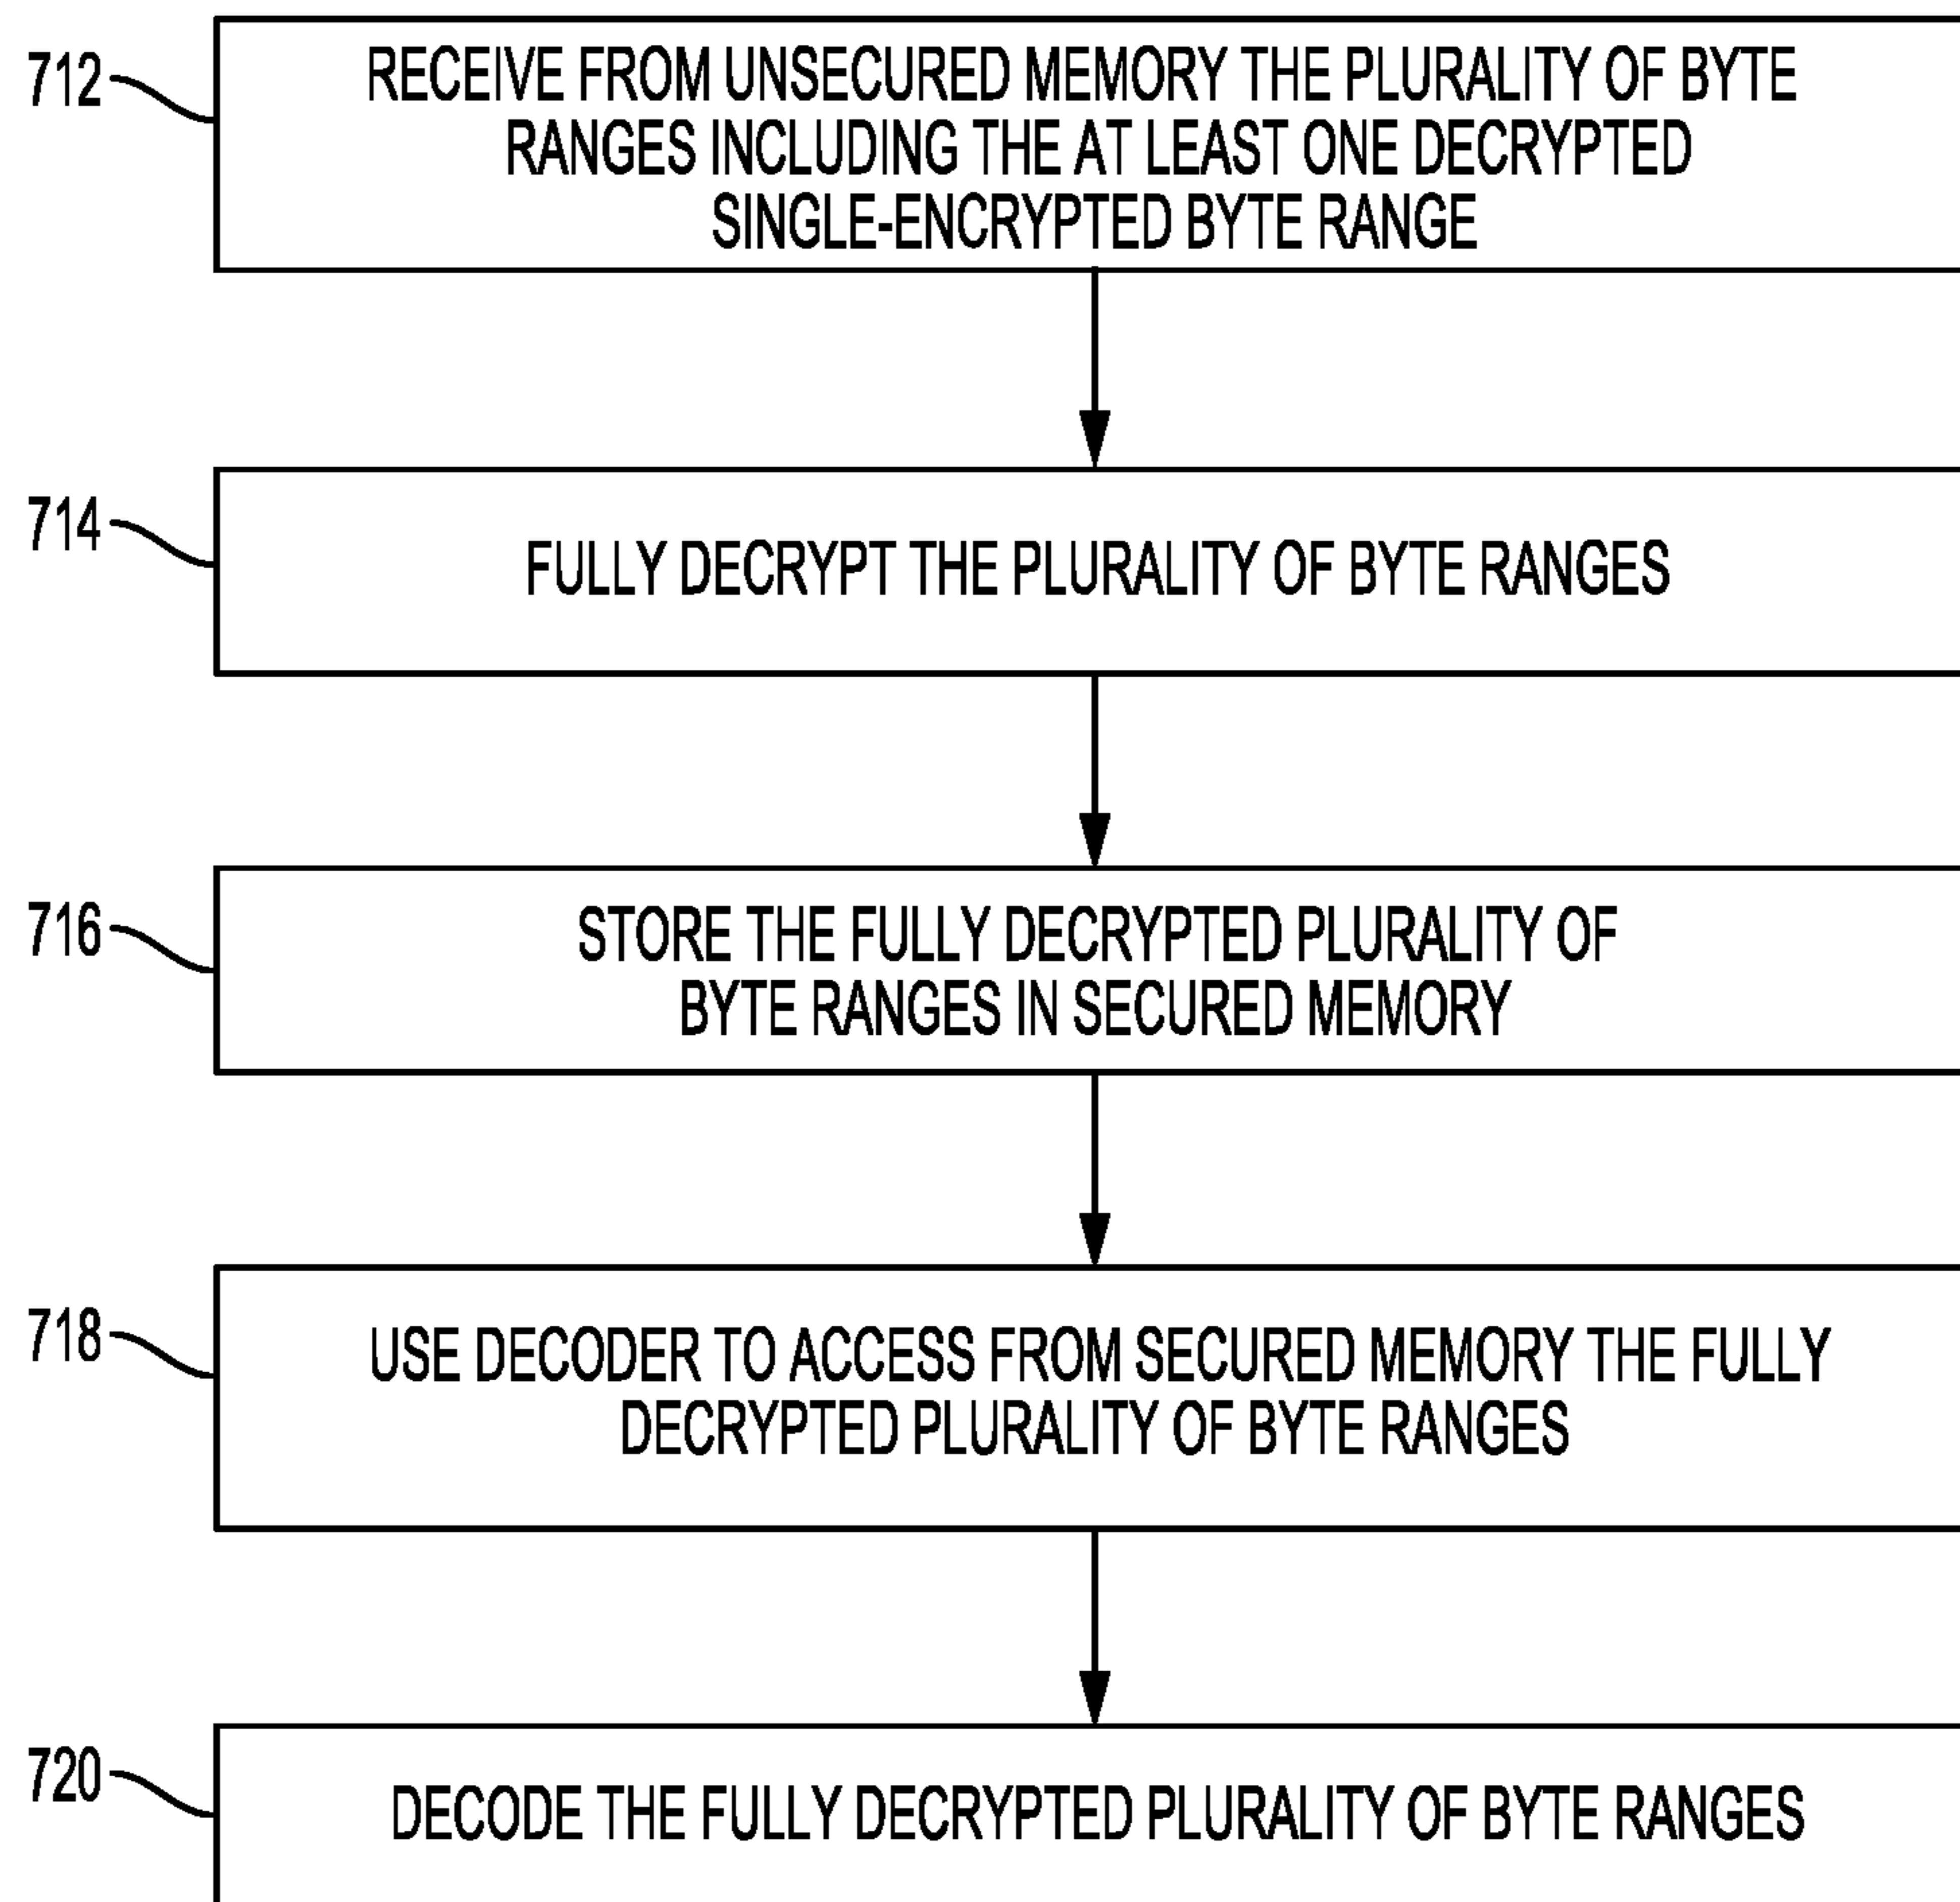 712
RECEIVE FROM UNSECURED MEMORY THE PLURALITY OF BYTE
RANGES INCLUDING THE AT LEAST ONE DECRYPTED
SINGLE-ENCRYPTED BYTE RANGE
714
FULLY DECRYPT THE PLURALITY OF BYTE RANGES
716
STORE THE FULLY DECRYPTED PLURALITY OF
BYTE RANGES IN SECURED MEMORY
718
USE DECODER TO ACCESS FROM SECURED MEMORY THE FULLY
DECRYPTED PLURALITY OF BYTE RANGES
720
DECODE THE FULLY DECRYPTED PLURALITY OF BYTE RANGES